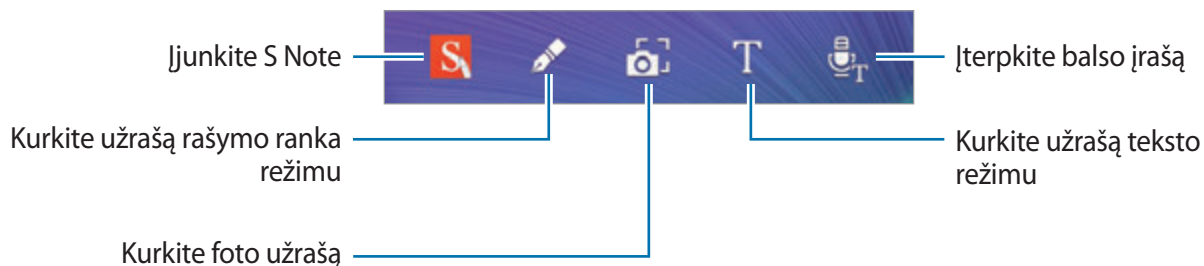 Įjunkite S Note
Įterpkite balso įrašą
Kurkite užrašą rašymo ranka
režimu
Kurkite užrašą teksto
režimu
Kurkite foto užrašą